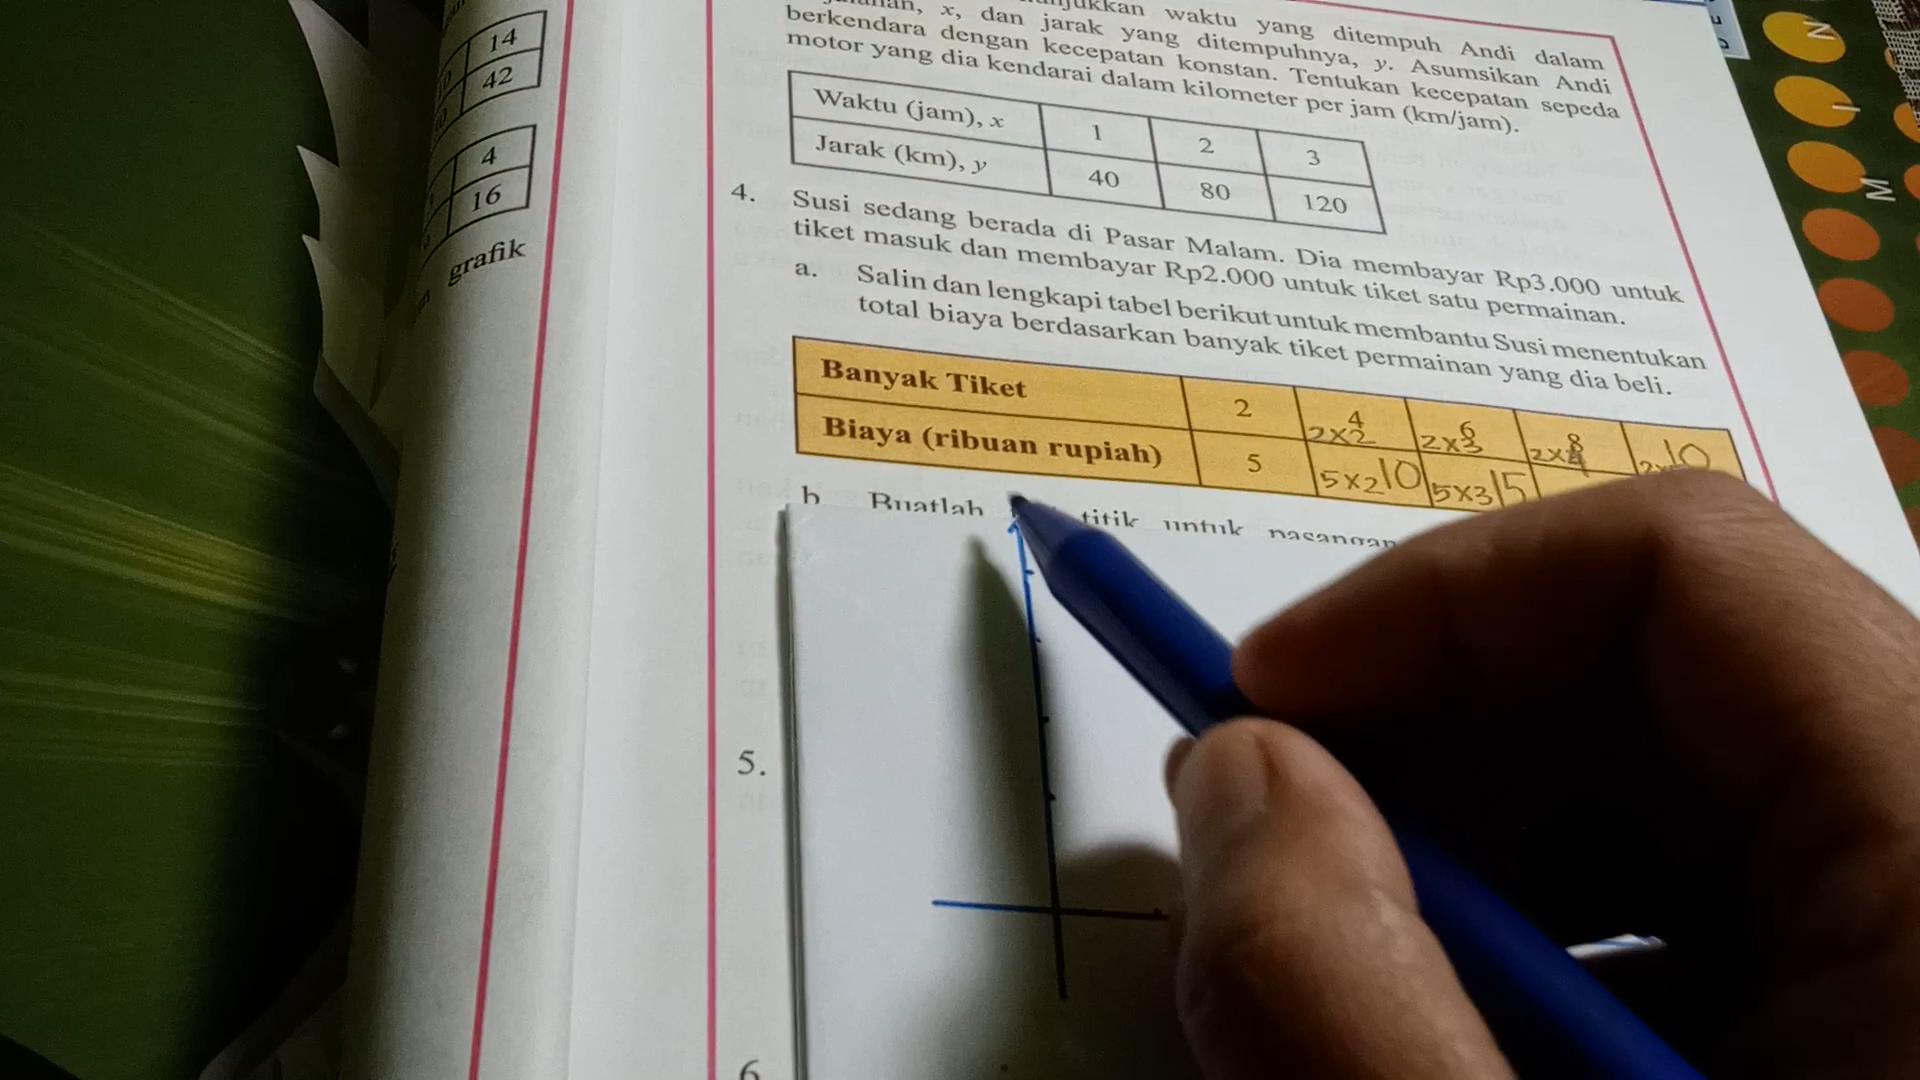 14
42
4
16
grafik
waktu yang ditempuh Andi dalam
x, dan jarak yang ditempuhnya, y. Asumsikan Andi
berkendara dengan kecepatan konstan. Tentukan kecepatan sepeda
motor yang dia kendarai dalam kilometer per jam (km/jam).
Waktu (jam), x 1 2 3
Jarak (km), y 40 80 120
4. Susi sedang berada di Pasar Malam. Dia membayar Rp3.000 untuk
tiket masuk dan membayar Rp2.000 untuk tiket satu permainan.
a. Salin dan lengkapi tabel berikut untuk membantu Susi menentukan
total biaya berdasarkan banyak tiket permainan yang dia beli.
Banyak Tiket 2 4 6 8 10
2x2 2x3 2x4
Biaya (ribuan rupiah) 5 5x2 10 5x3 15
b. Buatlah titik untuk pasangan
5.
6